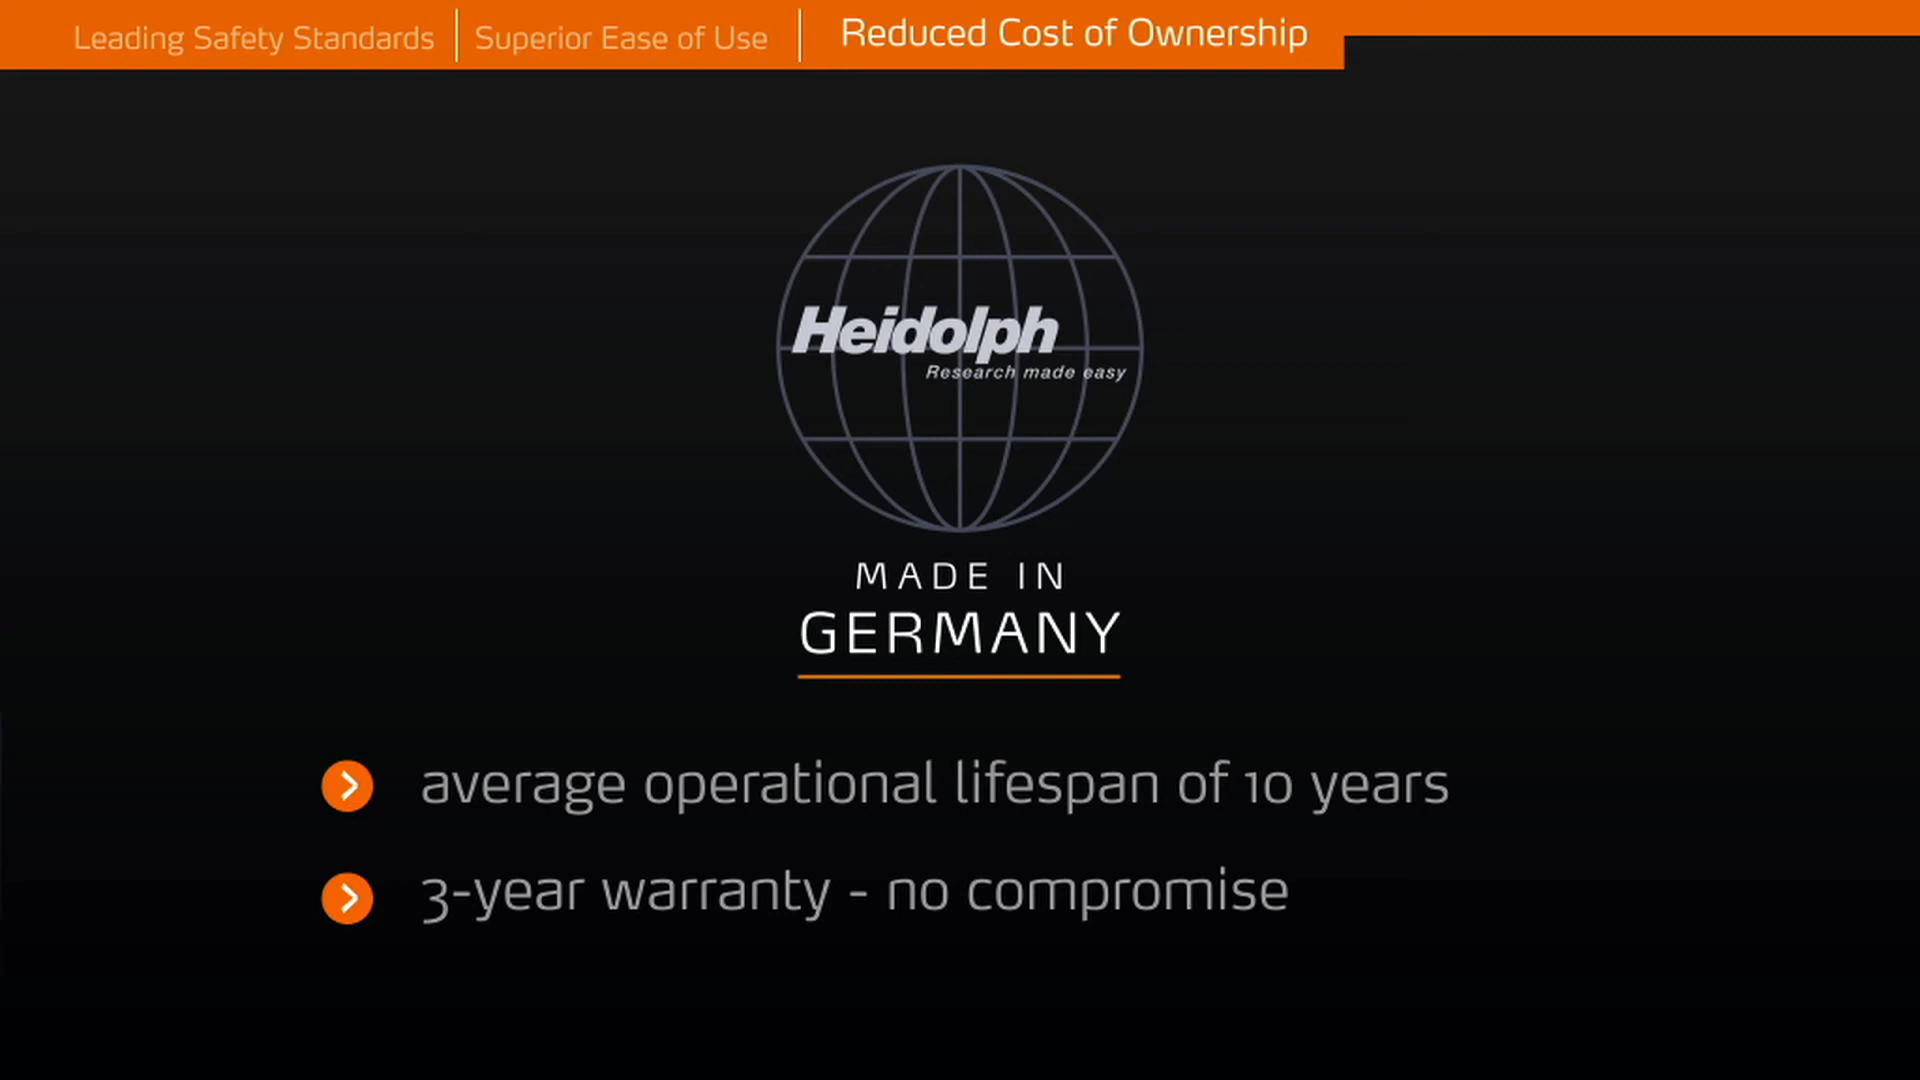 Leading Safety Standards
Superior Ease of Use
Reduced Cost of Ownership
Heidolph
Research made easy
MADE IN
GERMANY
average operational lifespan of 10 years
3-year warranty - no compromise